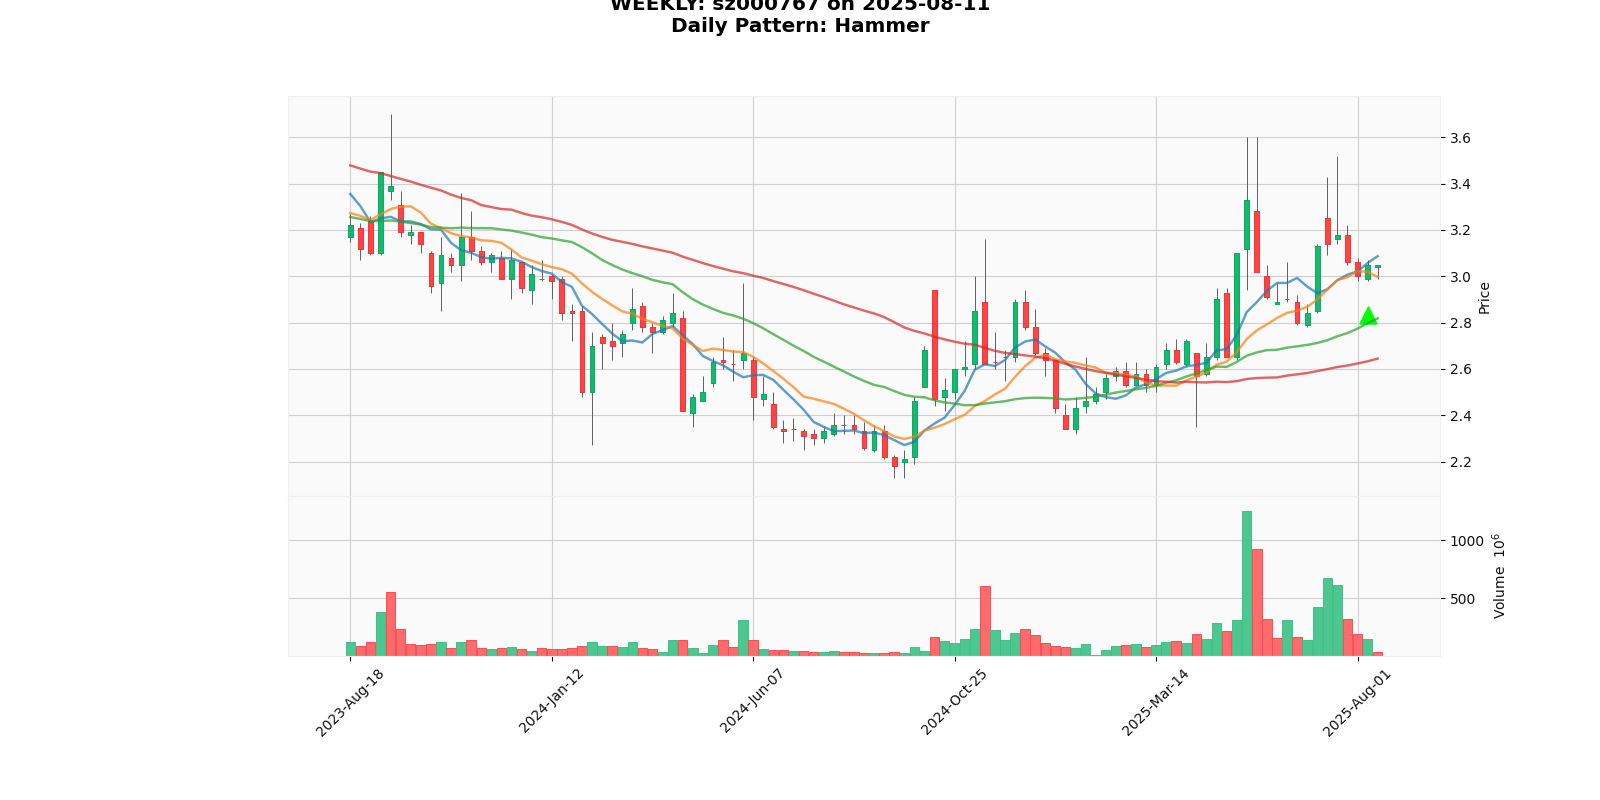 WEEKLY: sz000767 on 2025-08-11
Daily Pattern: Hammer
3.6
3.4
3.2
3.0
2.8
2.6
2.4
2.2
Price
1000
500
Volume 10^6
2023-Aug-18
2024-Jan-12
2024-Jun-07
2024-Oct-25
2025-Mar-14
2025-Aug-01